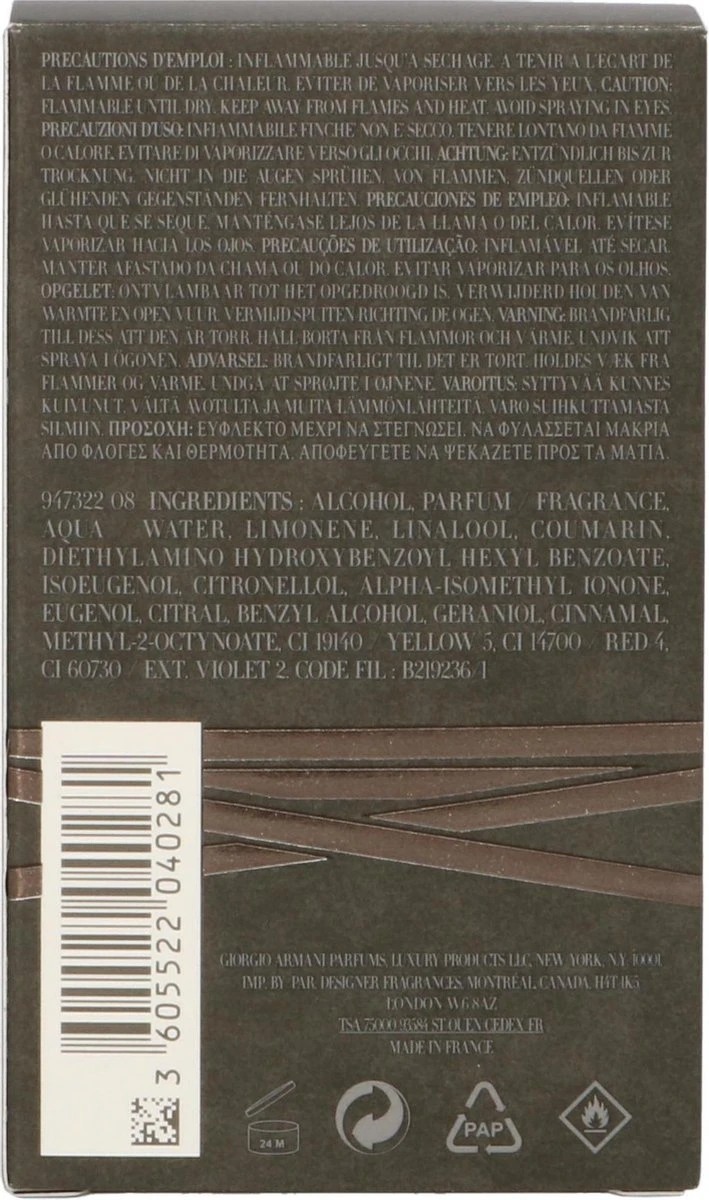 PRECAUTIONS D'EMPLOI : INFLAMMABLE JUSQU'A SECHAGE. A TENIR A L'ECART DE
LA FLAMME OU DE LA CHALEUR. EVITER DE VAPORISER VERS LES YEUX. CAUTION:
FLAMMABLE UNTIL DRY. KEEP AWAY FROM FLAMES AND HEAT. AVOID SPRAYING IN EYES.
PRECAUZIONI D'USO: INFIAMMABILE FINCHE' NON E' SECCO. TENERE LONTANO DA FIAMME
O CALORE. EVITARE DI VAPORIZZARE VERSO GLI OCCHI. ACHTUNG: ENTZÜNDLICH BIS ZUR
TROCKNUNG. NICHT IN DIE AUGEN SPRÜHEN. VON FLAMMEN, ZÜNDQUELLEN ODER
GLÜHENDEN GEGENSTÄNDEN FERNHALTEN. PRECAUCIONES DE EMPLEO: INFLAMABLE
HASTA QUE SE SEQUE. MANTÉNGASE LEJOS DE LA LLAMA O DEL CALOR. EVÍTESE
VAPORIZAR HACIA LOS OJOS. PRECAUÇÕES DE UTILIZAÇÃO: INFLAMÁVEL ATÉ SECAR.
MANTER AFASTADO DA CHAMA OU DO CALOR. EVITAR VAPORIZAR PARA OS OLHOS.
OPGELET: ONTVLAMBAAR TOT HET OPGEDROOGD IS. VERWIJDERD HOUDEN VAN
WARMTE EN OPEN VUUR. VERMIJD SPUITEN RICHTING DE OGEN. VARNING: BRANDFARLIG
TILL DESS ATT DEN ÄR TORR. HÅLL BORTA FRÅN FLAMMOR OCH VÄRME. UNDVIK ATT
SPRAYA I ÖGONEN. ADVARSEL: BRANDFARLIGT TIL DET ER TØRT. HOLDES VÆK FRA
FLAMMER OG VARME. UNDGÅ AT SPRØJTE I ØJNENE. VAROITUS: SYTTYVÄÄ KUNNES
KUIVUNUT. VÄLTÄ AVOTULTA JA MUITA LÄMMÖNLÄHTEITÄ. VARO SUIHKUTTAMASTA
SILMIIN. ΠΡΟΣΟΧΗ: ΕΥΦΛΕΚΤΟ ΜΕΧΡΙ ΝΑ ΣΤΕΓΝΩΣΕΙ. ΝΑ ΦΥΛΑΣΣΕΤΑΙ ΜΑΚΡΙΑ
ΑΠΟ ΦΛΟΓΕΣ ΚΑΙ ΘΕΡΜΟΤΗΤΑ. ΑΠΟΦΕΥΓΕΤΕ ΝΑ ΨΕΚΑΖΕΤΕ ΠΡΟΣ ΤΑ ΜΑΤΙΑ.
947322 08 INGREDIENTS : ALCOHOL, PARFUM / FRAGRANCE,
AQUA / WATER, LIMONENE, LINALOOL, COUMARIN,
DIETHYLAMINO HYDROXYBENZOYL HEXYL BENZOATE,
ISOEUGENOL, CITRONELLOL, ALPHA-ISOMETHYL IONONE,
EUGENOL, CITRAL, BENZYL ALCOHOL, GERANIOL, CINNAMAL,
METHYL-2-OCTYNOATE, CI 19140 / YELLOW 5, CI 14700 / RED 4,
CI 60730 / EXT. VIOLET 2. CODE FIL : B219236/1
3 605522 040281
GIORGIO ARMANI PARFUMS, LUXURY PRODUCTS LLC, NEW YORK, N.Y. 10001,
IMP. BY-PAR. DESIGNER FRAGRANCES, MONTRÉAL, CANADA, H4T 1K5
LONDON W6 8AZ
TSA 75000 93584 ST OUEN CEDEX-FR
MADE IN FRANCE
24 M
PAP